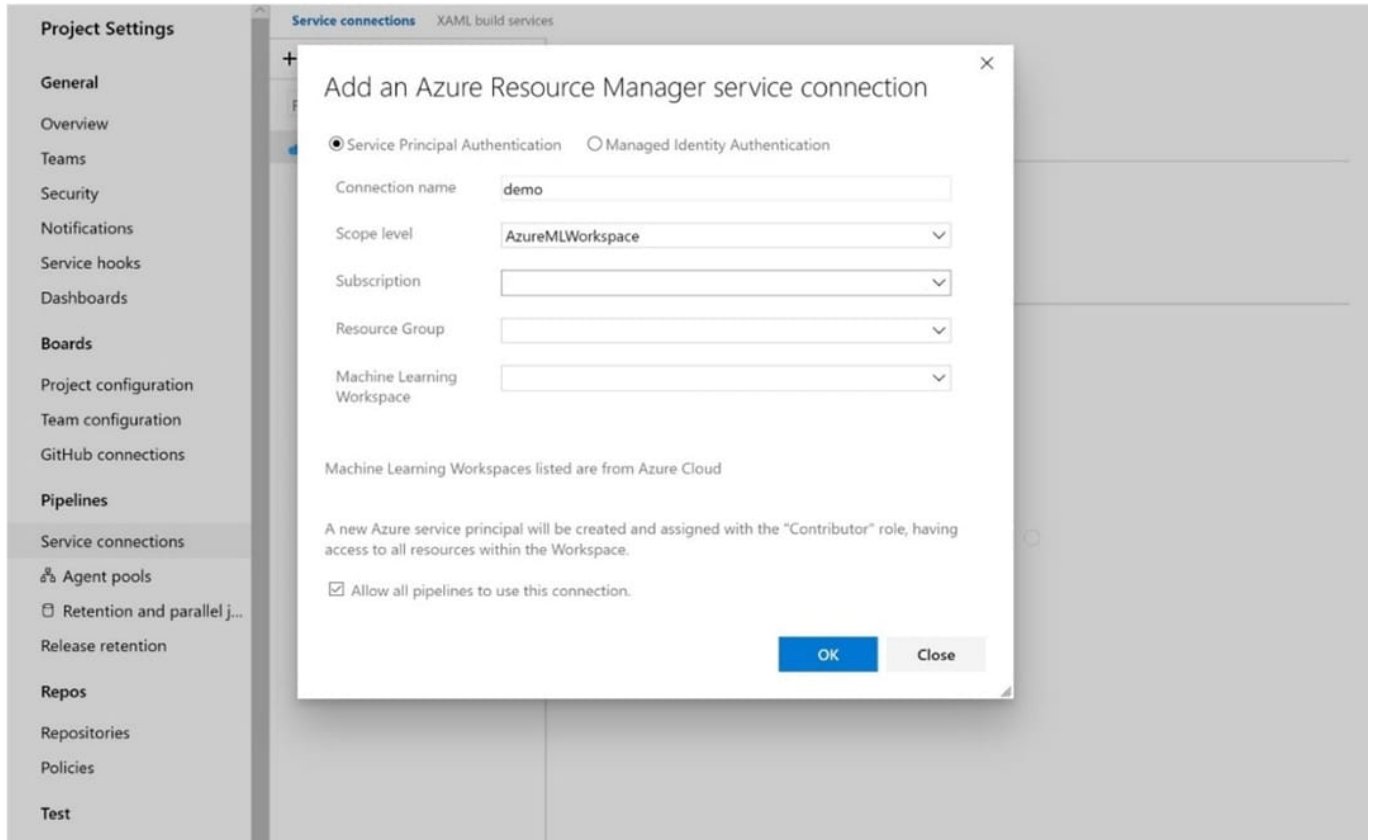 Project Settings
General
Overview
Teams
Security
Notifications
Service hooks
Dashboards
Boards
Project configuration
Team configuration
GitHub connections
Pipelines
Service connections
Agent pools
Retention and parallel j...
Release retention
Repos
Repositories
Policies
Test
Service connections XAML build services
+
Add an Azure Resource Manager service connection
Service Principal Authentication Managed Identity Authentication
Connection name demo
Scope level AzureMLWorkspace
Subscription
Resource Group
Machine Learning
Workspace
Machine Learning Workspaces listed are from Azure Cloud
A new Azure service principal will be created and assigned with the "Contributor" role, having
access to all resources within the Workspace.
Allow all pipelines to use this connection.
OK Close